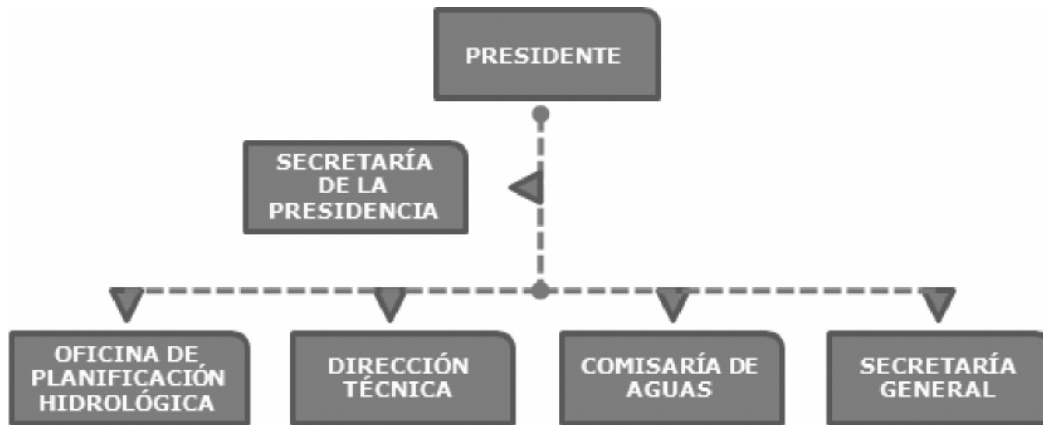 PRESIDENTE
SECRETARÍA
DE LA
PRESIDENCIA
OFICINA DE
PLANIFICACIÓN
HIDROLÓGICA
DIRECCIÓN
TÉCNICA
COMISARÍA DE
AGUAS
SECRETARÍA
GENERAL